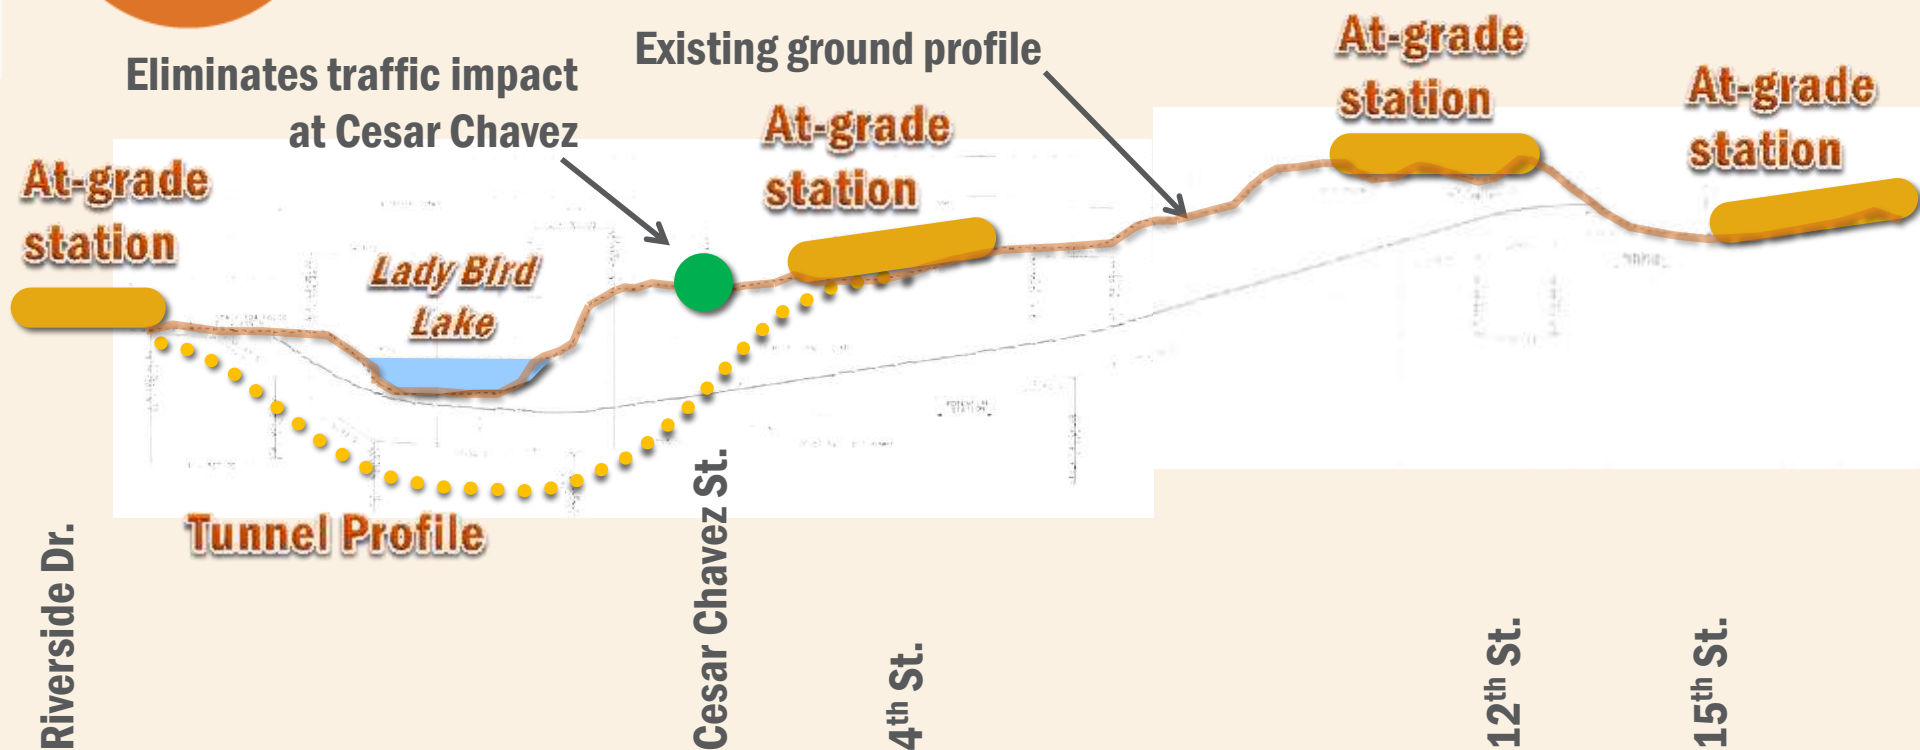 Eliminates traffic impact
at Cesar Chavez
Existing ground profile
At-grade
station
At-grade
station
At-grade
station
At-grade
station
Lady Bird
Lake
Tunnel Profile
Riverside Dr.
Cesar Chavez St.
4th St.
12th St.
15th St.